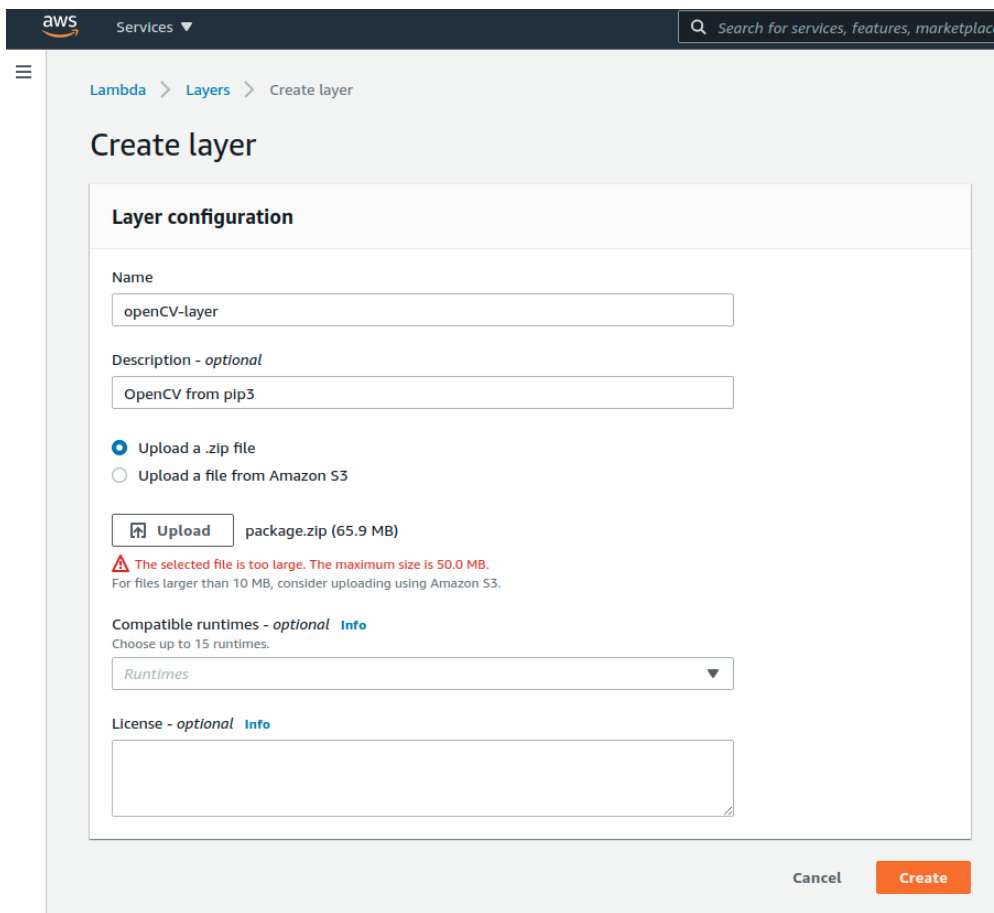 aws Services Search for services, features, marketplac
Lambda > Layers > Create layer
Create layer
Layer configuration
Name
openCV-layer
Description - optional
OpenCV from pip3
Upload a .zip file
Upload a file from Amazon S3
Upload package.zip (65.9 MB)
The selected file is too large. The maximum size is 50.0 MB.
For files larger than 10 MB, consider uploading using Amazon S3.
Compatible runtimes - optional Info
Choose up to 15 runtimes.
Runtimes
License - optional Info
Cancel Create